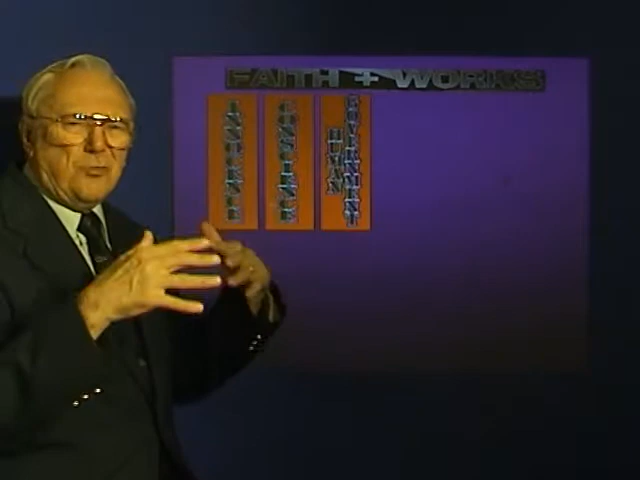 FAITH + WORKS
INNOCENCE
CONSCIENCE
HUMAN
GOVERNMENT